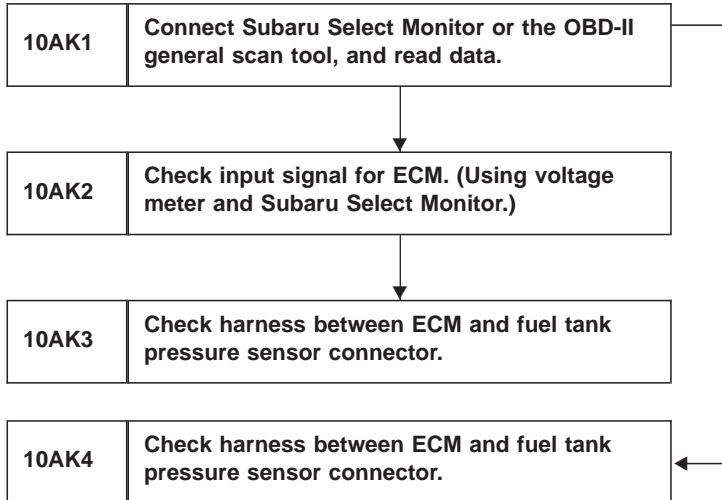 10AK1
Connect Subaru Select Monitor or the OBD-II
general scan tool, and read data.
10AK2
Check input signal for ECM. (Using voltage
meter and Subaru Select Monitor.)
10AK3
Check harness between ECM and fuel tank
pressure sensor connector.
10AK4
Check harness between ECM and fuel tank
pressure sensor connector.